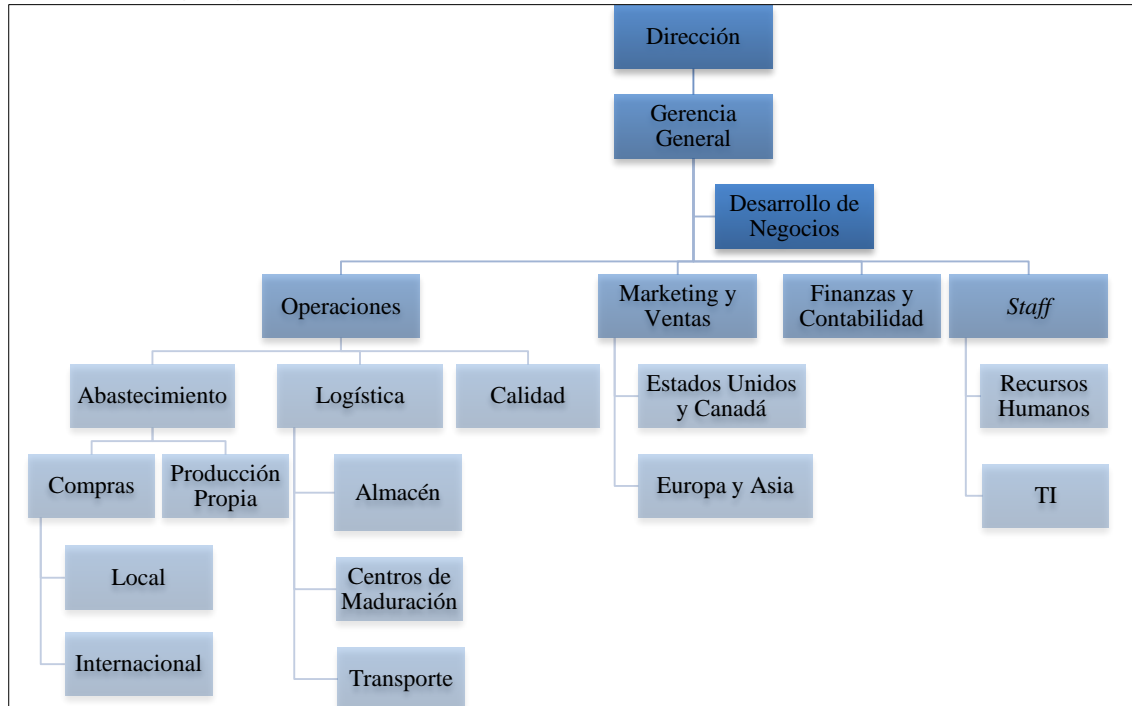 Dirección
Gerencia
General
Desarrollo de
Negocios
Operaciones
Marketing y
Ventas
Finanzas y
Contabilidad
Staff
Abastecimiento
Logística
Calidad
Estados Unidos
y Canadá
Recursos
Humanos
Compras
Producción
Propia
Almacén
Europa y Asia
TI
Local
Centros de
Maduración
Internacional
Transporte